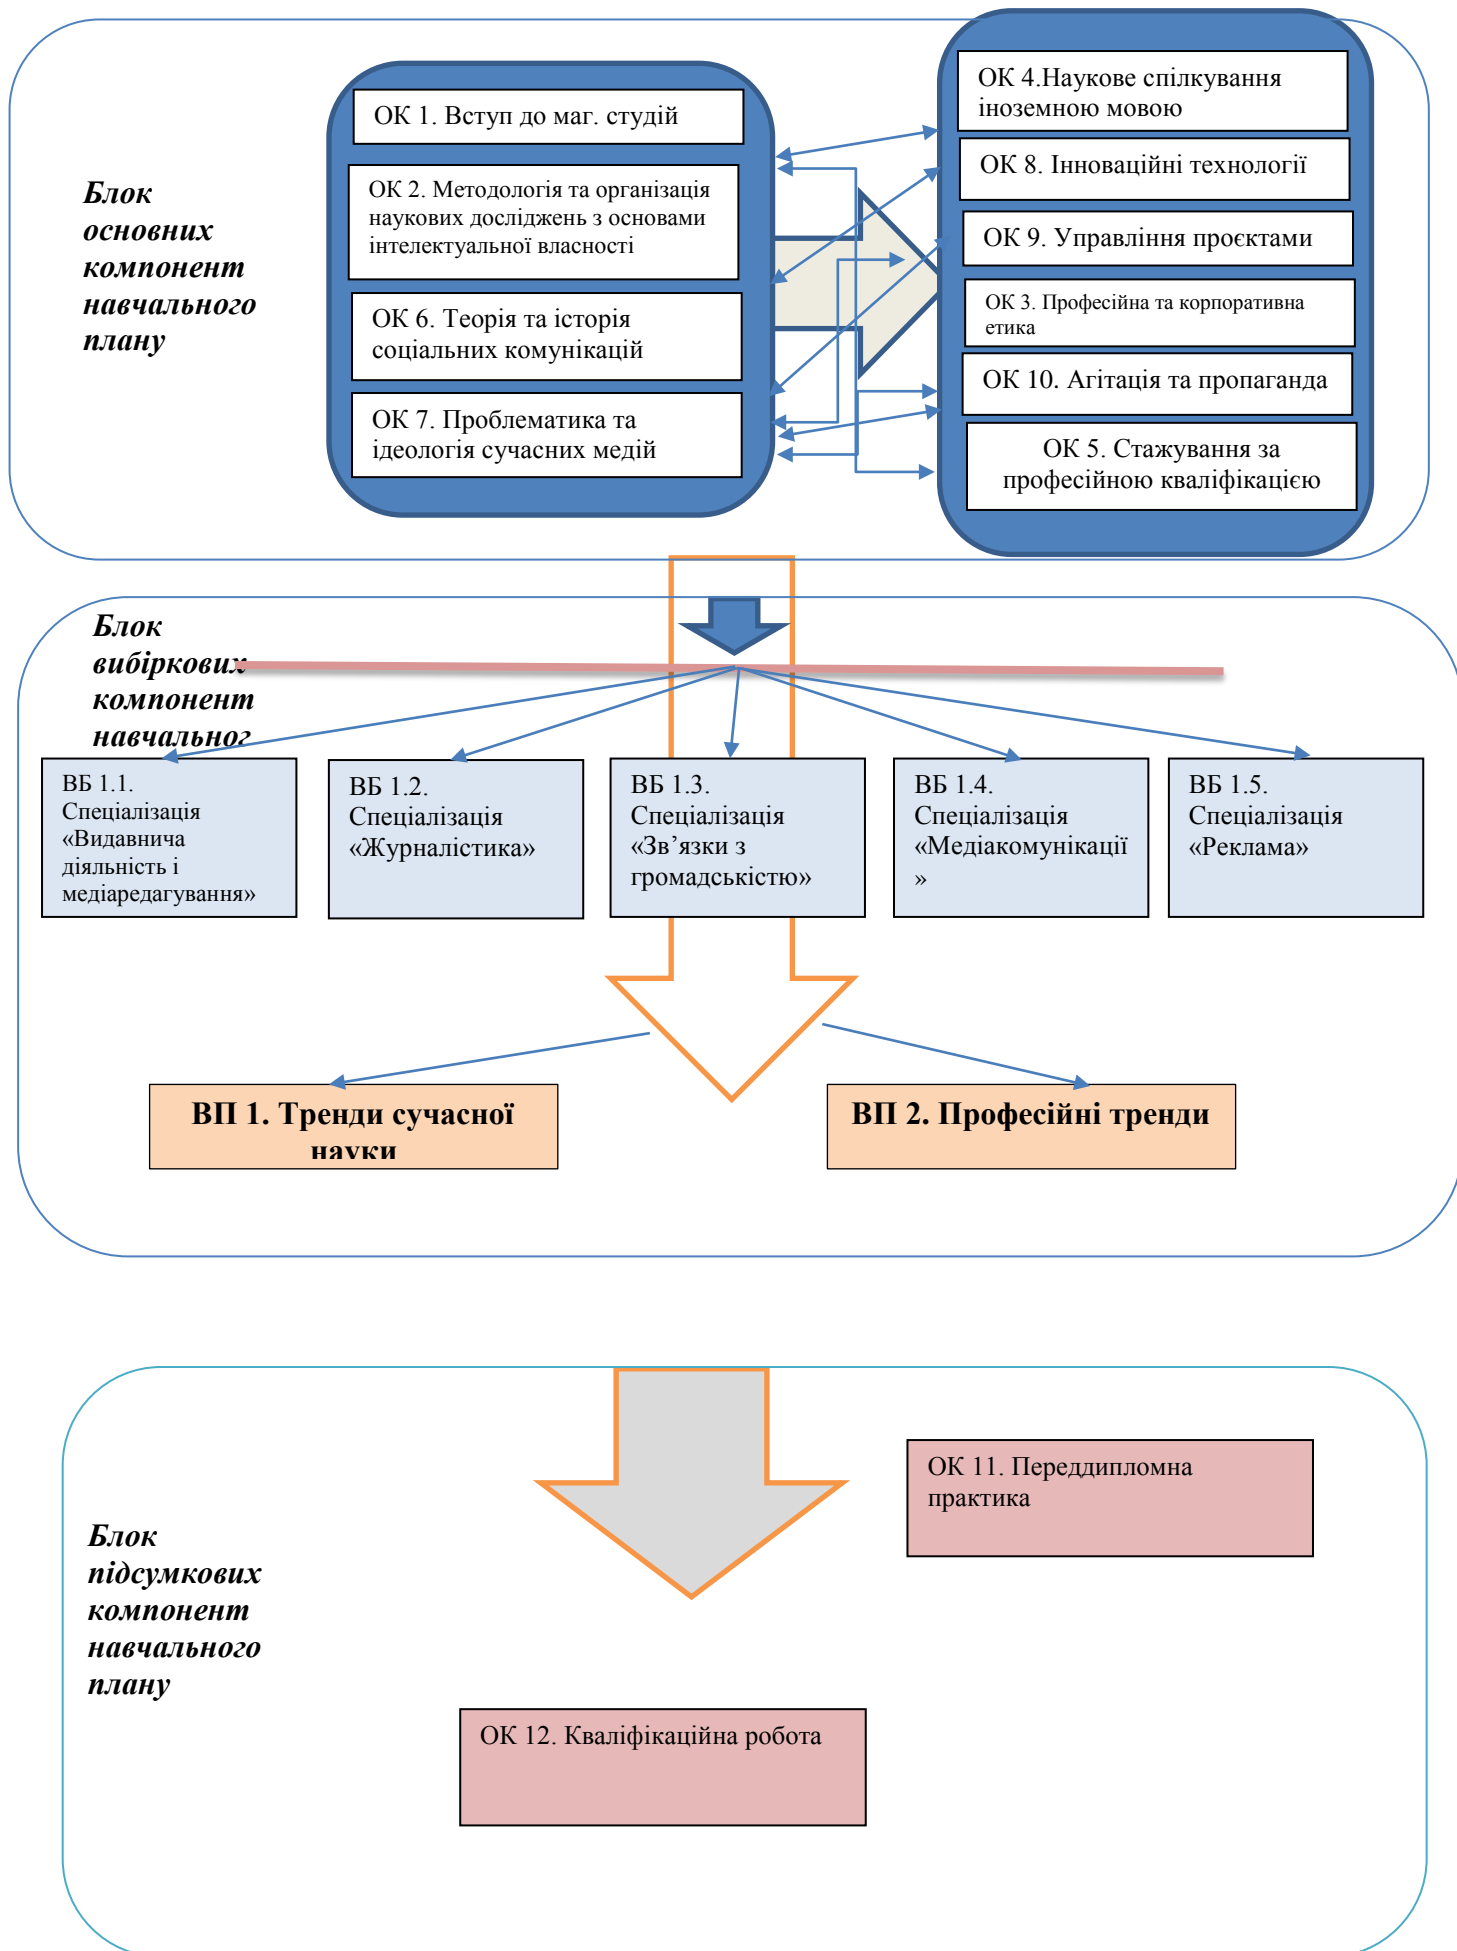 Блок
основних
компонент
навчального
плану
ОК 1. Вступ до маг. студій
ОК 2. Методологія та організація
наукових досліджень з основами
інтелектуальної власності
ОК 6. Теорія та історія
соціальних комунікацій
ОК 7. Проблематика та
ідеологія сучасних медій
ОК 4.Наукове спілкування
іноземною мовою
ОК 8. Інноваційні технології
ОК 9. Управління проєктами
ОК 3. Професійна та корпоративна
етика
ОК 10. Агітація та пропаганда
ОК 5. Стажування за
професійною кваліфікацією
Блок
вибіркових
компонент
навчальног
ВБ 1.1.
Спеціалізація
«Видавнича
діяльність і
медіаредагування»
ВБ 1.2.
Спеціалізація
«Журналістика»
ВБ 1.3.
Спеціалізація
«Зв’язки з
громадськістю»
ВБ 1.4.
Спеціалізація
«Медіакомунікації
»
ВБ 1.5.
Спеціалізація
«Реклама»
ВП 1. Тренди сучасної
науки
ВП 2. Професійні тренди
Блок
підсумкових
компонент
навчального
плану
ОК 11. Переддипломна
практика
ОК 12. Кваліфікаційна робота